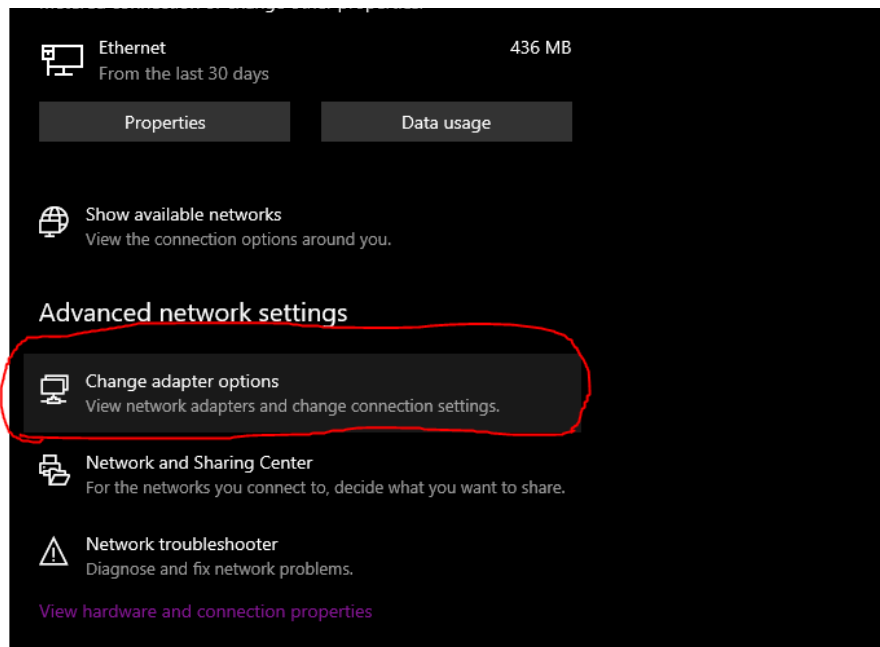 Ethernet
436 MB
From the last 30 days
Properties
Data usage
Show available networks
View the connection options around you.
Advanced network settings
Change adapter options
View network adapters and change connection settings.
Network and Sharing Center
For the networks you connect to, decide what you want to share.
Network troubleshooter
Diagnose and fix network problems.
View hardware and connection properties